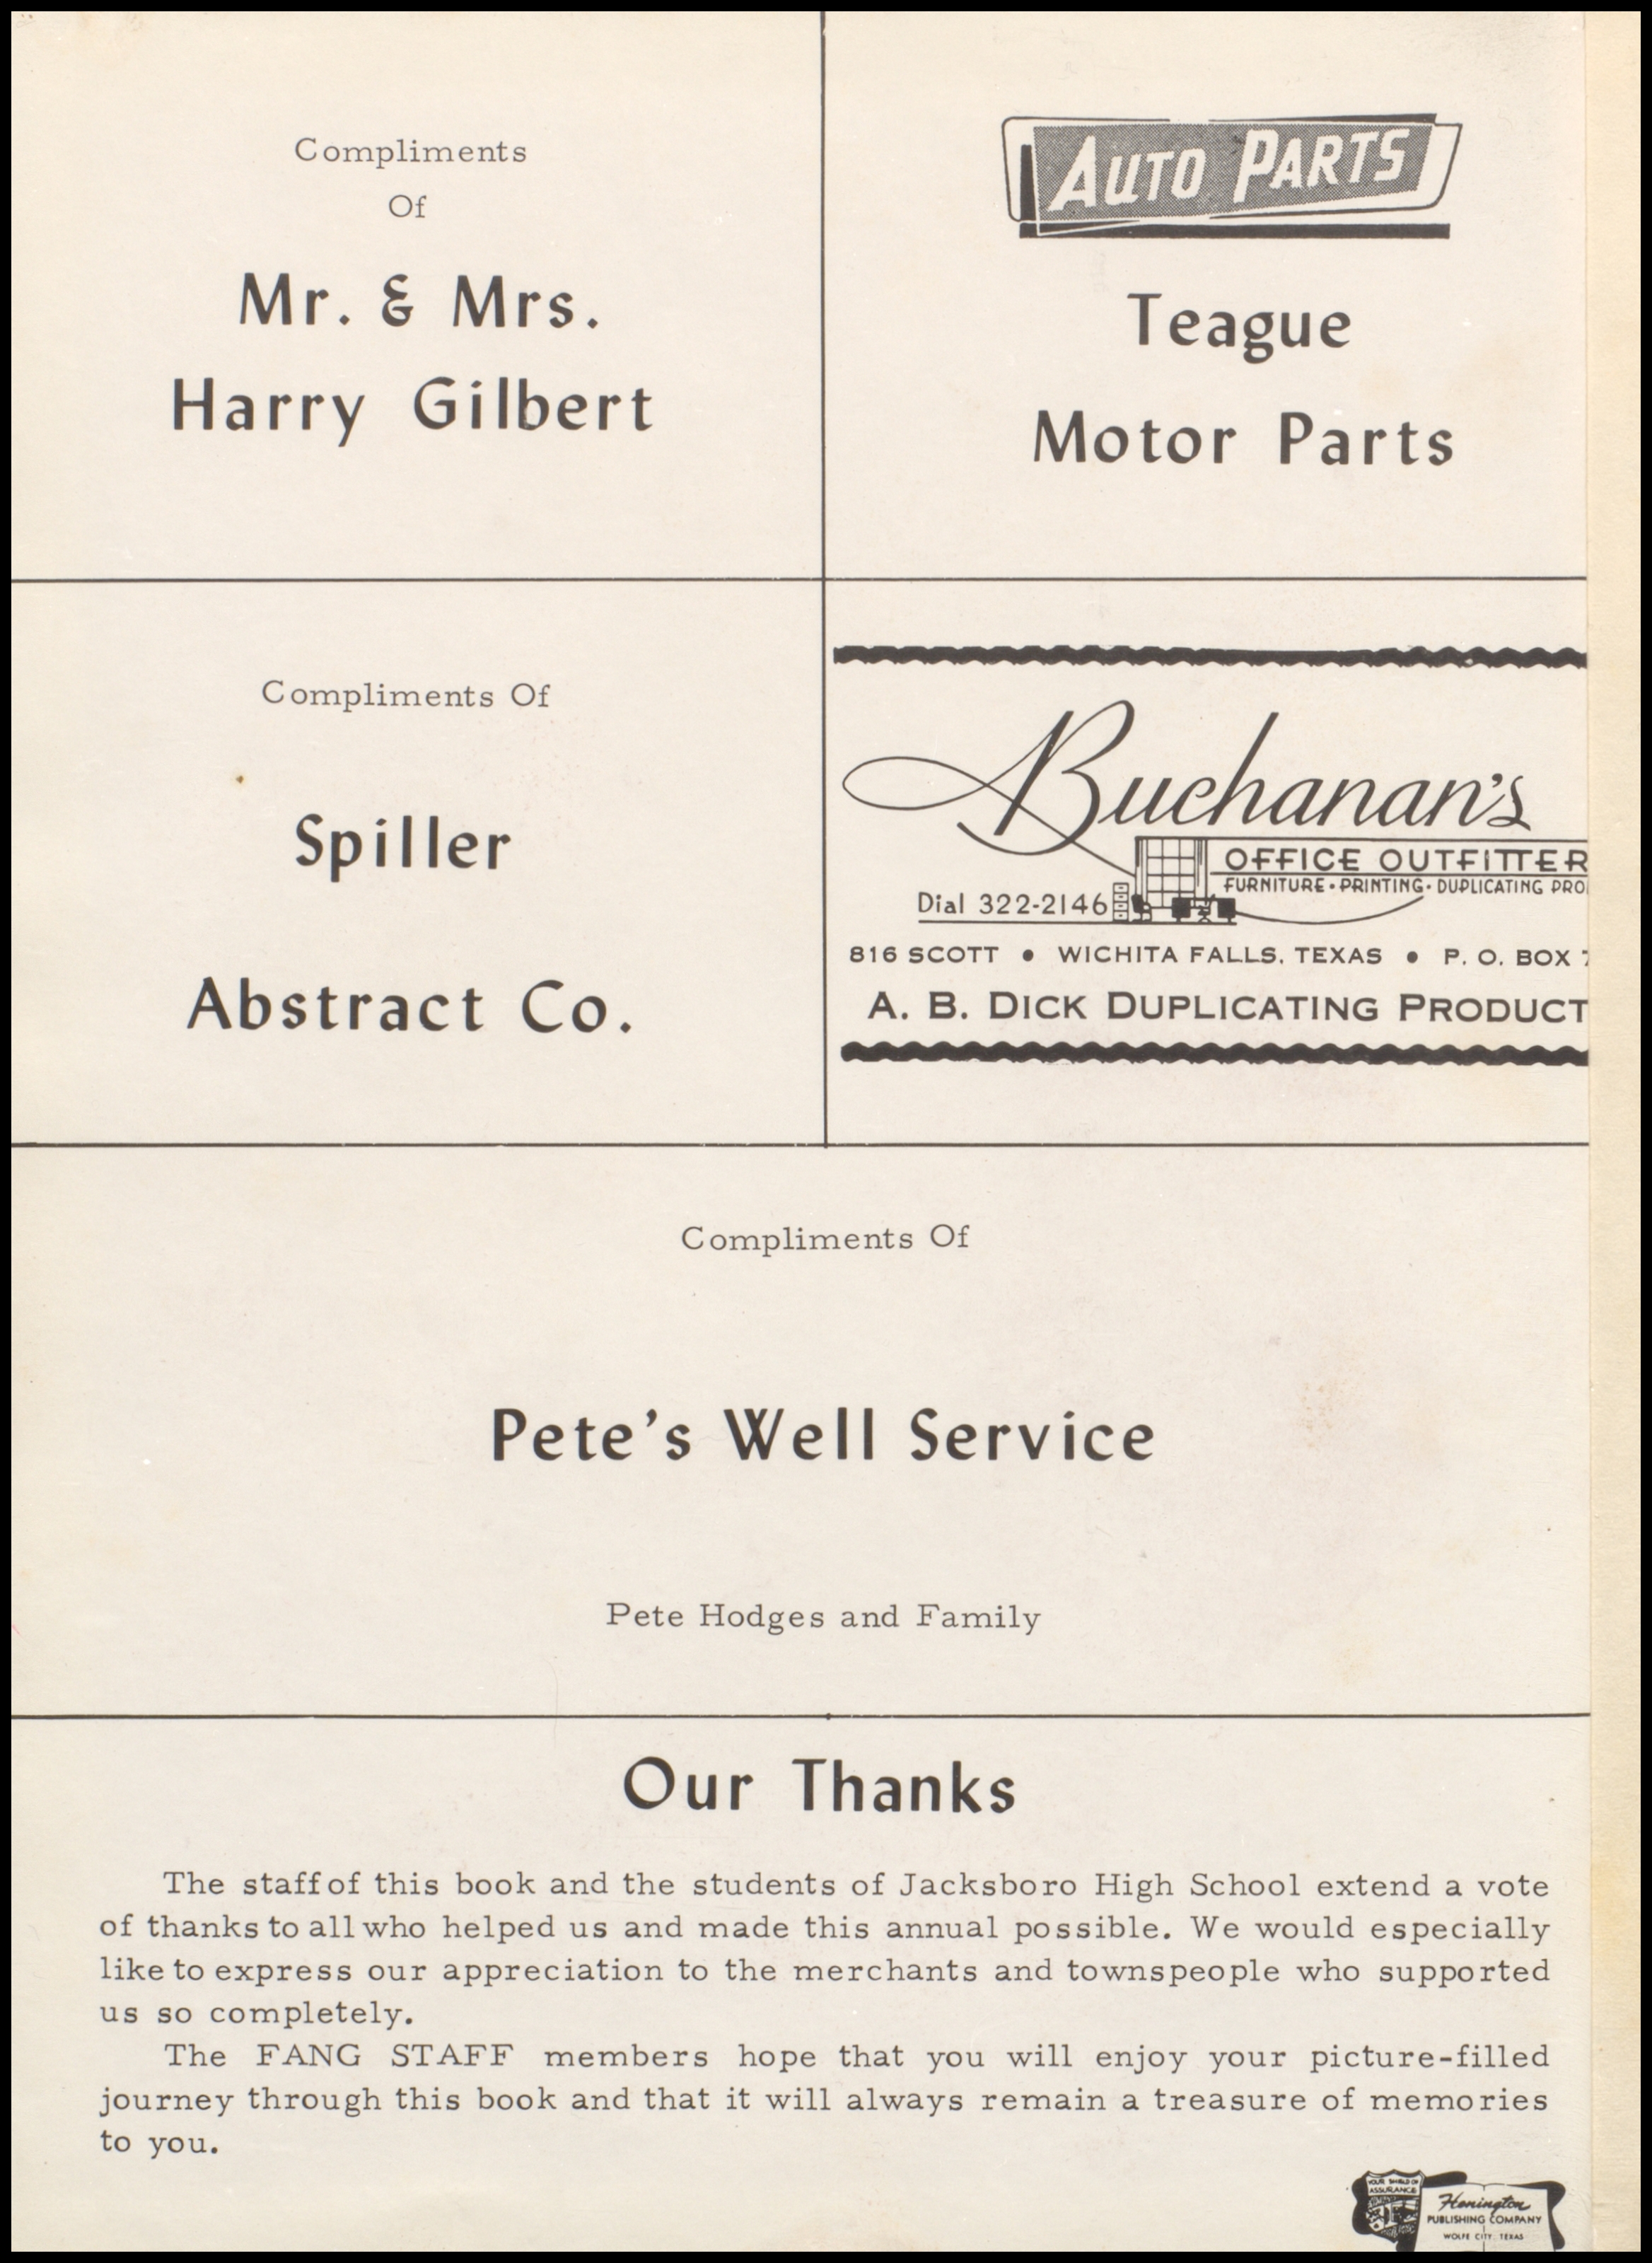 Compliments
Of
Mr. & Mrs.
Harry Gilbert
AUTO PARTS
Teague
Motor Parts
Compliments Of
Spiller
Abstract Co.
Buchanan's
OFFICE OUTFITTER
FURNITURE • PRINTING • DUPLICATING PRO
Dial 322-2146
816 SCOTT • WICHITA FALLS, TEXAS • P. O. BOX
A. B. DICK DUPLICATING PRODUCT
Compliments Of
Pete's Well Service
Pete Hodges and Family
Our Thanks
The staff of this book and the students of Jacksboro High School extend a vote
of thanks to all who helped us and made this annual possible. We would especially
like to express our appreciation to the merchants and townspeople who supported
us so completely.
The FANG STAFF members hope that you will enjoy your picture-filled
journey through this book and that it will always remain a treasure of memories
to you.
YOUR SHIELD OF
ASSURANCE
Henington
PUBLISHING COMPANY
WOLFE CITY, TEXAS